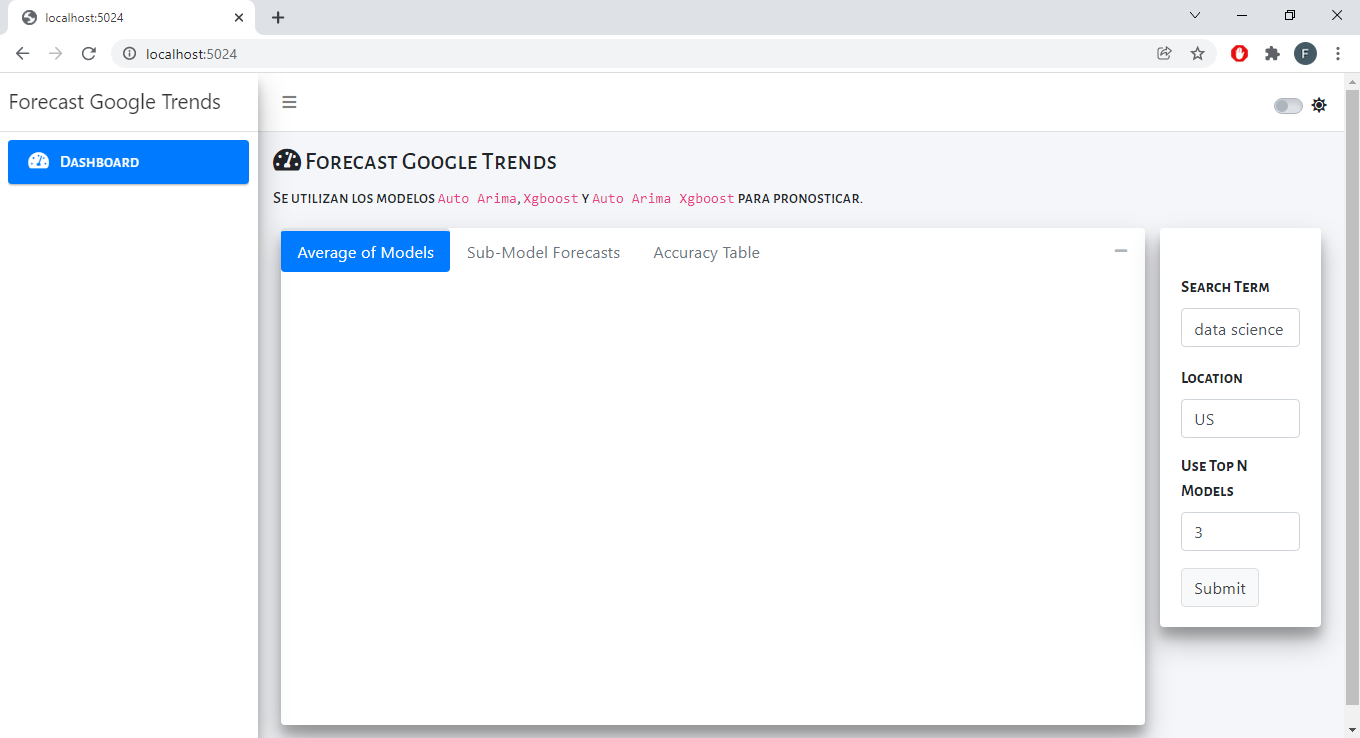 localhost:5024
localhost:5024
F
Forecast Google Trends
Dashboard
Forecast Google Trends
Se utilizan los modelos Auto Arima, Xgboost y Auto Arima Xgboost para pronosticar.
Average of Models Sub-Model Forecasts Accuracy Table
Search Term
data science
Location
US
Use Top N
Models
3
Submit